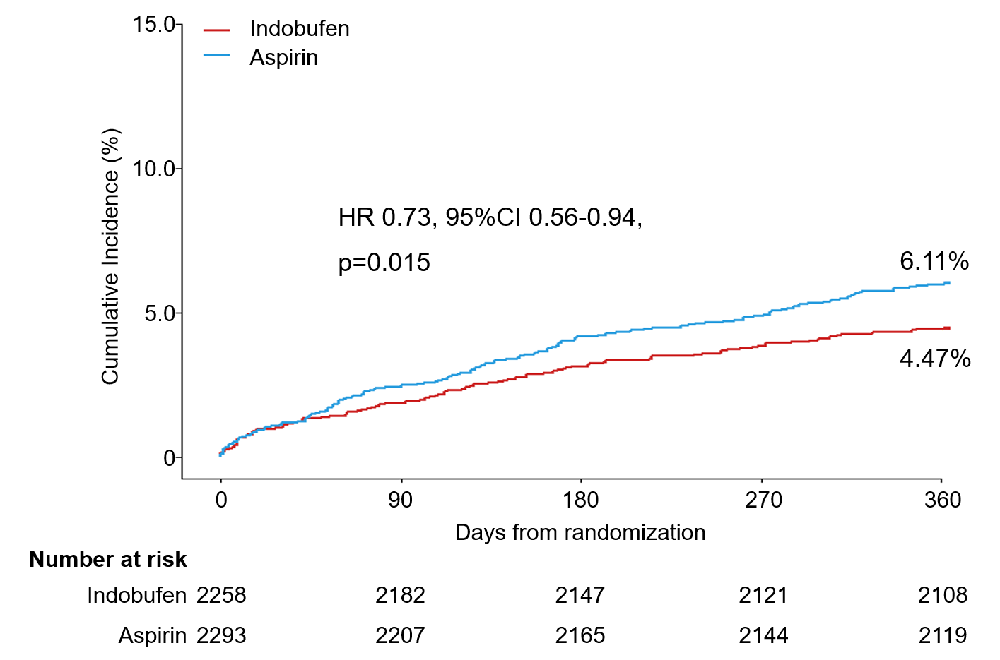 15.0
Indobufen
Aspirin
10.0
Cumulative Incidence (%)
HR 0.73, 95%CI 0.56-0.94,
p=0.015
6.11%
5.0
4.47%
0
0 90 180 270 360
Days from randomization
Number at risk
Indobufen 2258 2182 2147 2121 2108
Aspirin 2293 2207 2165 2144 2119